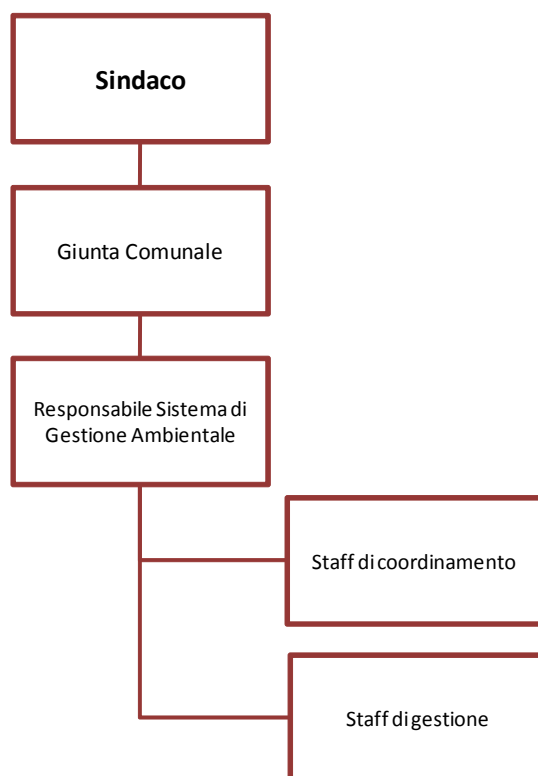 Sindaco
Giunta Comunale
Responsabile Sistema di
Gestione Ambientale
Staff di coordinamento
Staff di gestione